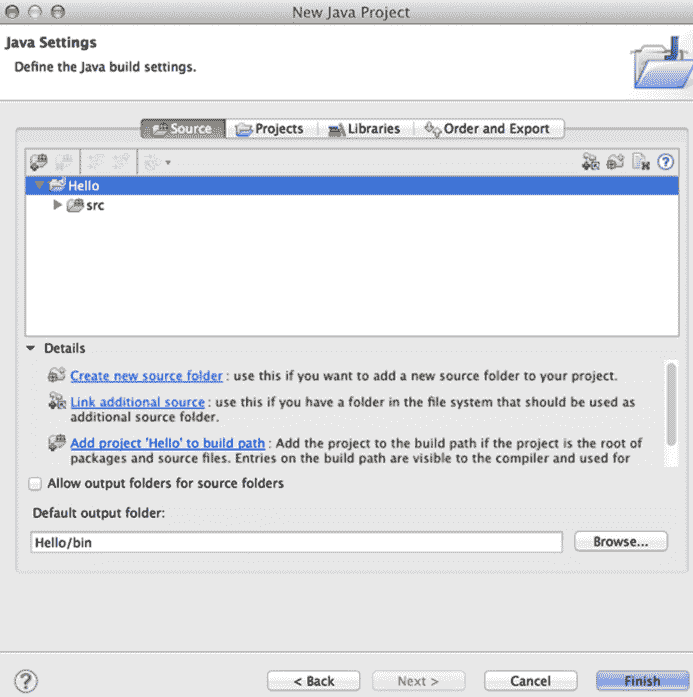 New Java Project
Java Settings
Define the Java build settings.
Source Projects Libraries Order and Export
Hello
src
Details
Create new source folder : use this if you want to add a new source folder to your project.
Link additional source : use this if you have a folder in the file system that should be used as
additional source folder.
Add project 'Hello' to build path : Add the project to the build path if the project is the root of
packages and source files. Entries on the build path are visible to the compiler and used for
Allow output folders for source folders
Default output folder:
Hello/bin
Browse...
< Back Next > Cancel Finish